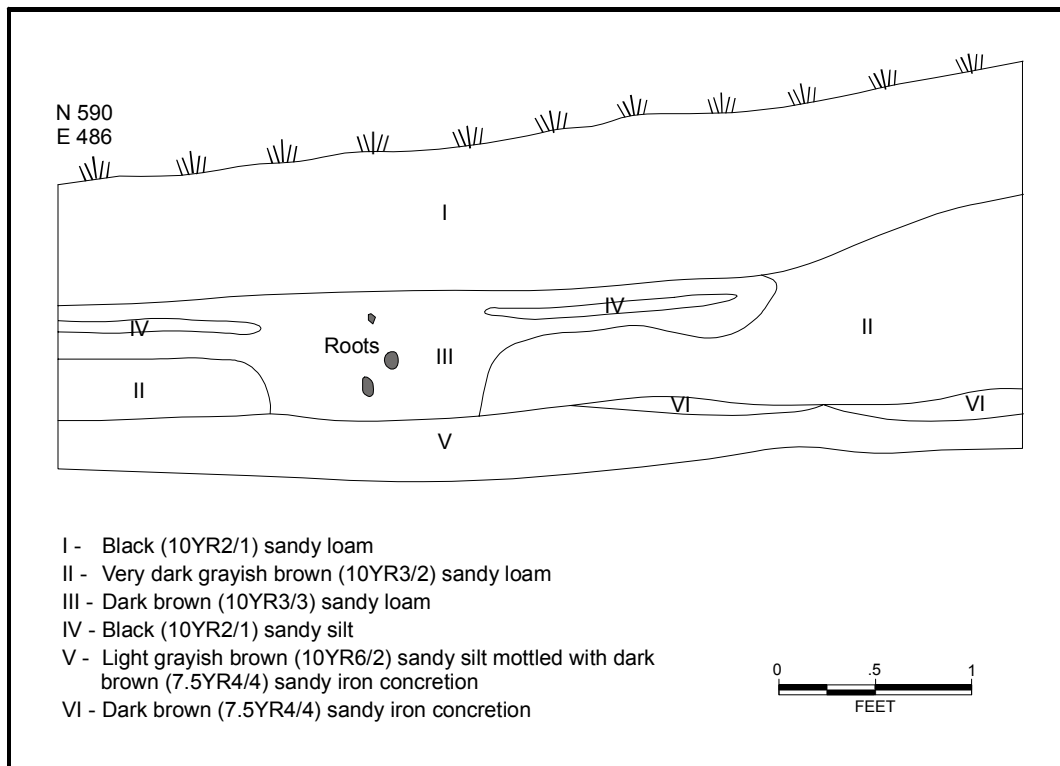 N 590
E 486
I
IV
IV
II
Roots
III
II
VI
VI
V
I - Black (10YR2/1) sandy loam
II - Very dark grayish brown (10YR3/2) sandy loam
III - Dark brown (10YR3/3) sandy loam
IV - Black (10YR2/1) sandy silt
V - Light grayish brown (10YR6/2) sandy silt mottled with dark
brown (7.5YR4/4) sandy iron concretion
VI - Dark brown (7.5YR4/4) sandy iron concretion
0 .5 1
FEET